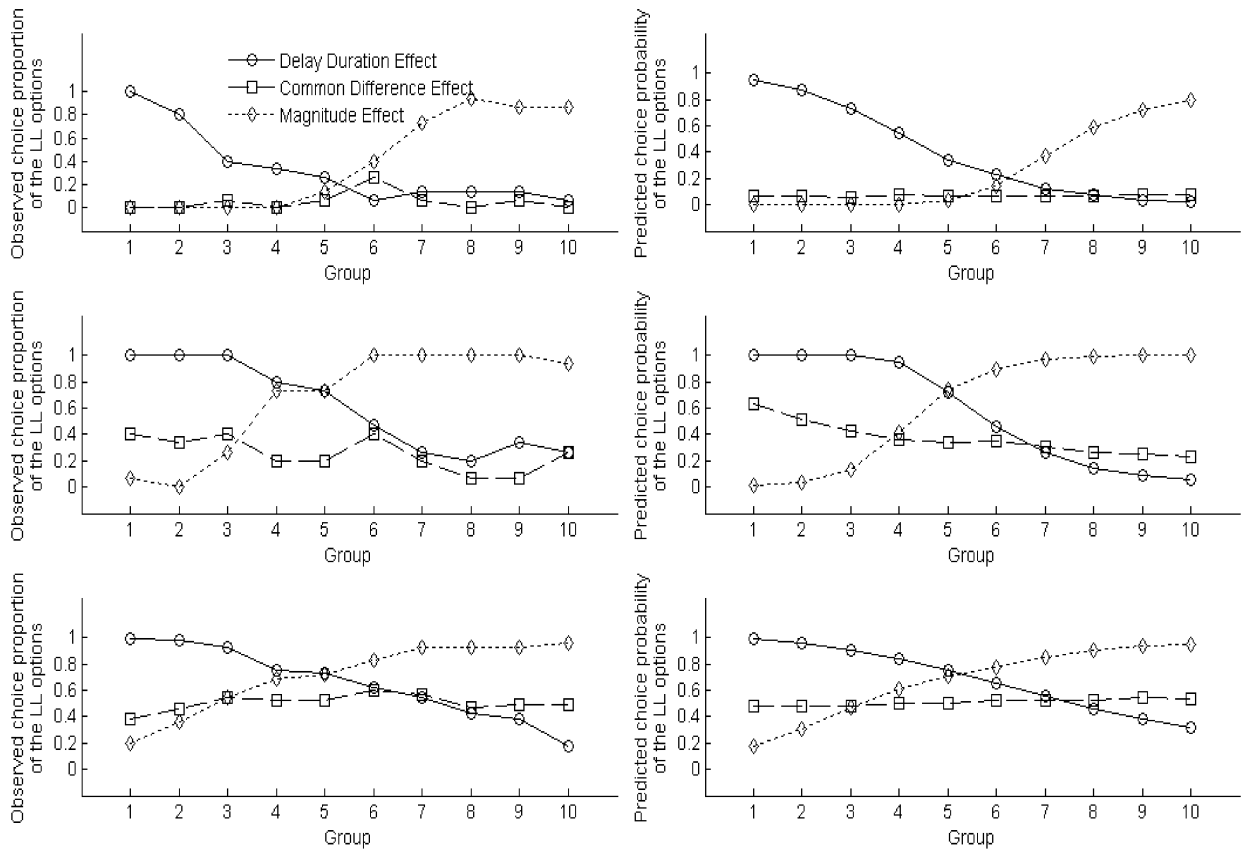 Observed choice proportion
of the LL options
1
0.8
0.6
0.4
0.2
0
Delay Duration Effect
Common Difference Effect
Magnitude Effect
1 2 3 4 5 6 7 8 9 10
Group
Predicted choice probability
of the LL options
1
0.8
0.6
0.4
0.2
0
1 2 3 4 5 6 7 8 9 10
Group
Observed choice proportion
of the LL options
1
0.8
0.6
0.4
0.2
0
1 2 3 4 5 6 7 8 9 10
Group
Predicted choice probability
of the LL options
1
0.8
0.6
0.4
0.2
0
1 2 3 4 5 6 7 8 9 10
Group
Observed choice proportion
of the LL options
1
0.8
0.6
0.4
0.2
0
1 2 3 4 5 6 7 8 9 10
Group
Predicted choice probability
of the LL options
1
0.8
0.6
0.4
0.2
0
1 2 3 4 5 6 7 8 9 10
Group